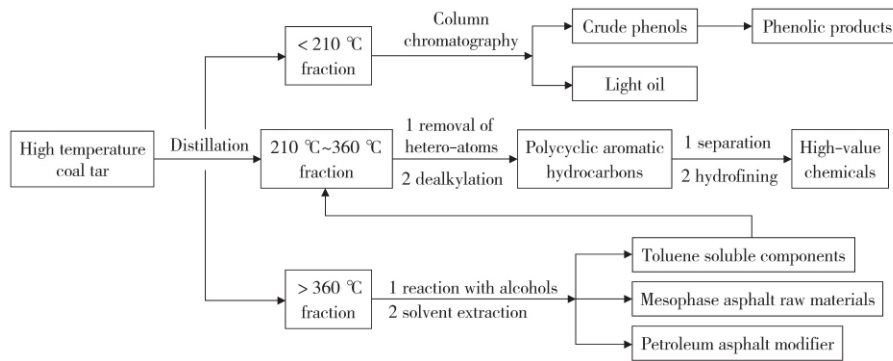 High temperature
coal tar
Distillation
< 210 ℃
fraction
Column
chromatography
Crude phenols
Phenolic products
Light oil
210 ℃~360 ℃
fraction
1 removal of
hetero-atoms
2 dealkylation
Polycyclic aromatic
hydrocarbons
1 separation
2 hydrofining
High-value
chemicals
> 360 ℃
fraction
1 reaction with alcohols
2 solvent extraction
Toluene soluble components
Mesophase asphalt raw materials
Petroleum asphalt modifier